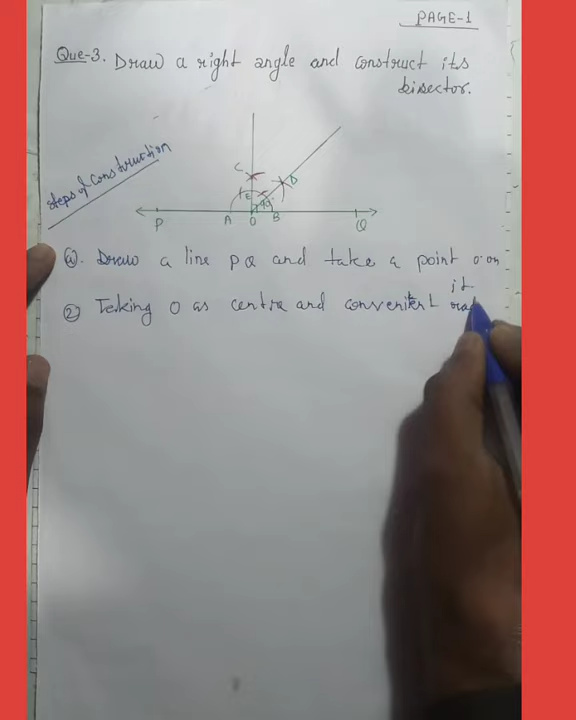 PAGE-1
Que-3. Draw a right angle and construct its
bisector.
Steps of Construction
C
D
E
45°
P A O B Q
①. Draw a line PQ and take a point O on
it
② Taking O as centre and convenient rad